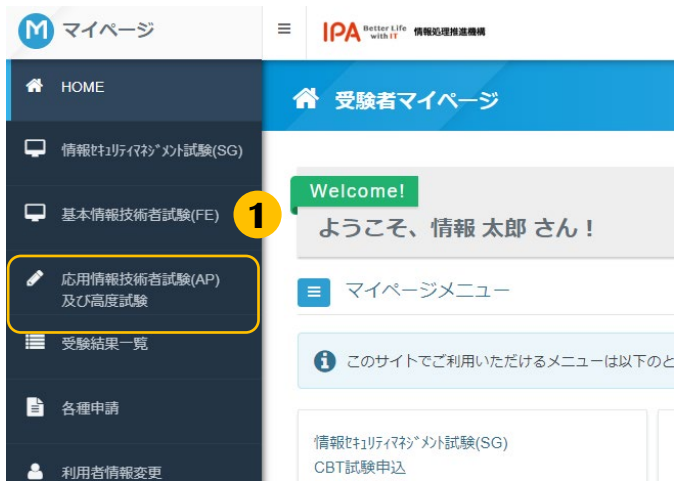 M マイページ
IPA Better Life with IT 情報処理推進機構
HOME
情報ｾｷｭﾘﾃｨﾏﾈｼﾞﾒﾝﾄ試験(SG)
基本情報技術者試験(FE)
1
応用情報技術者試験(AP)
及び高度試験
受験結果一覧
各種申請
利用者情報変更
受験者マイページ
Welcome!
ようこそ、情報 太郎 さん！
マイページメニュー
このサイトでご利用いただけるメニューは以下のと
情報ｾｷｭﾘﾃｨﾏﾈｼﾞﾒﾝﾄ試験(SG)
CBT試験申込